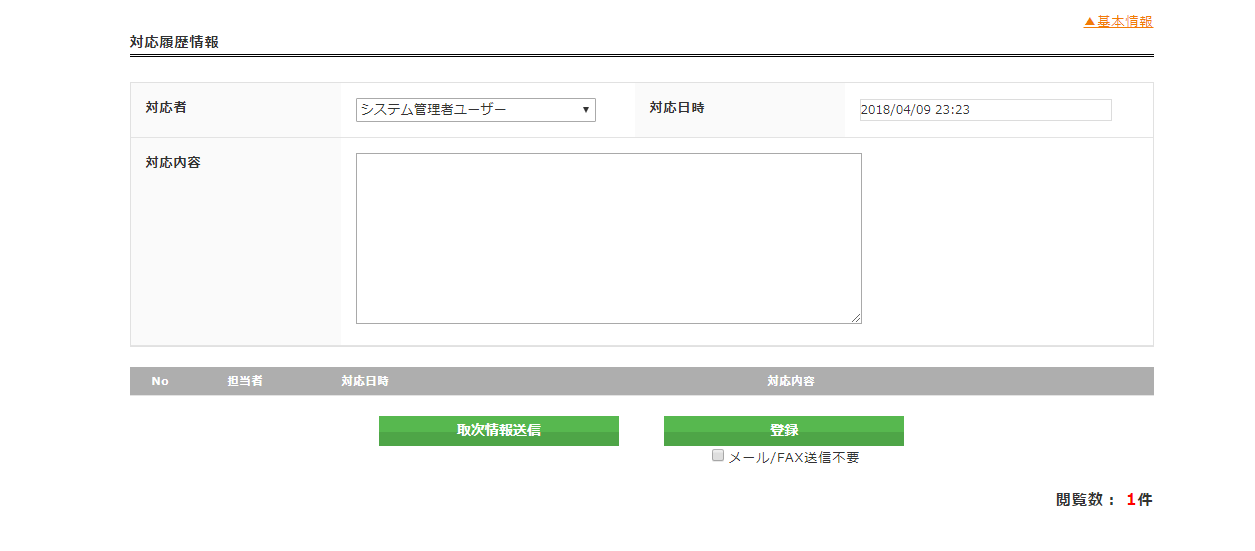 ▲基本情報
対応履歴情報
対応者 システム管理者ユーザー ▼ 対応日時 2018/04/09 23:23
対応内容
No 担当者 対応日時 対応内容
取次情報送信 登録
メール/FAX送信不要
閲覧数： 1件